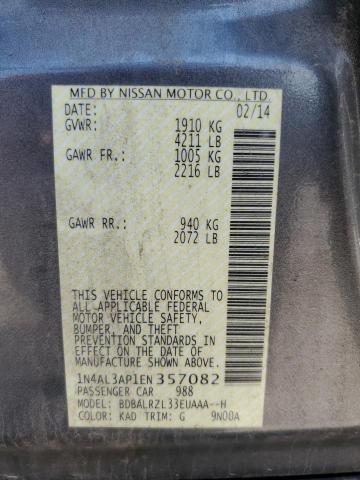 MFD BY NISSAN MOTOR CO., LTD.
DATE: 02/14
GVWR: 1910 KG
4211 LB
GAWR FR.: 1005 KG
2216 LB
GAWR RR.: 940 KG
2072 LB
THIS VEHICLE CONFORMS TO
ALL APPLICABLE FEDERAL
MOTOR VEHICLE SAFETY,
BUMPER, AND THEFT
PREVENTION STANDARDS
IN EFFECT ON THE DATE OF
MANUFACTURE SHOWN ABOVE.
1N4AL3AP1EN357082
PASSENGER CAR 988
MODEL: BDBALRZL33EUAAA--H
COLOR: KAD TRIM: G 9N00A